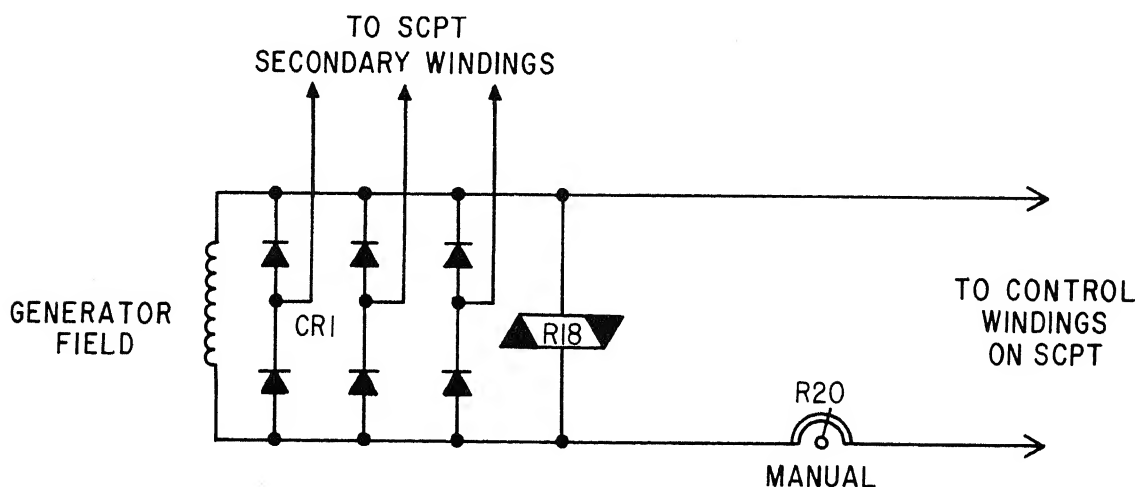 TO SCPT
SECONDARY WINDINGS
GENERATOR
FIELD
CR1
R18
TO CONTROL
WINDINGS
ON SCPT
R20
MANUAL